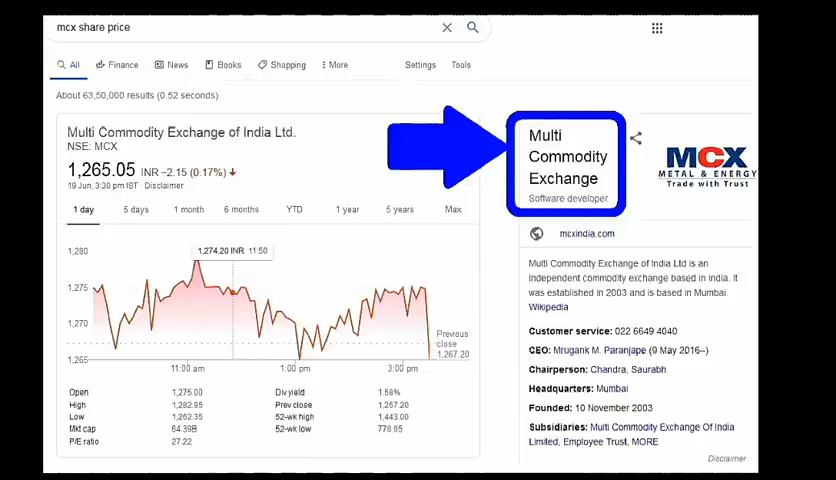 mcx share price
All
Finance
News
Books
Shopping
More
Settings
Tools
About 63,50,000 results (0.52 seconds)
Multi Commodity Exchange of India Ltd.
NSE: MCX
1,265.05 INR −2.15 (0.17%)
19 Jun, 3:30 pm IST · Disclaimer
1 day
5 days
1 month
6 months
YTD
1 year
5 years
Max
1,274.20 INR 11:50
1,280
1,275
1,270
1,265
Previous
close
1,267.20
11:00 am
1:00 pm
3:00 pm
Open 1,275.00 Div yield 1.58%
High 1,282.95 Prev close 1,267.20
Low 1,262.35 52-wk high 1,443.00
Mkt cap 64.39B 52-wk low 778.05
P/E ratio 27.22
Multi
Commodity
Exchange
Software developer
MCX
METAL & ENERGY
Trade with Trust
mcxindia.com
Multi Commodity Exchange of India Ltd is an
independent commodity exchange based in India. It
was established in 2003 and is based in Mumbai.
Wikipedia
Customer service: 022 6649 4040
CEO: Mrugank M. Paranjape (9 May 2016–)
Chairperson: Chandra, Saurabh
Headquarters: Mumbai
Founded: 10 November 2003
Subsidiaries: Multi Commodity Exchange Of India
Limited, Employee Trust, MORE
Disclaimer